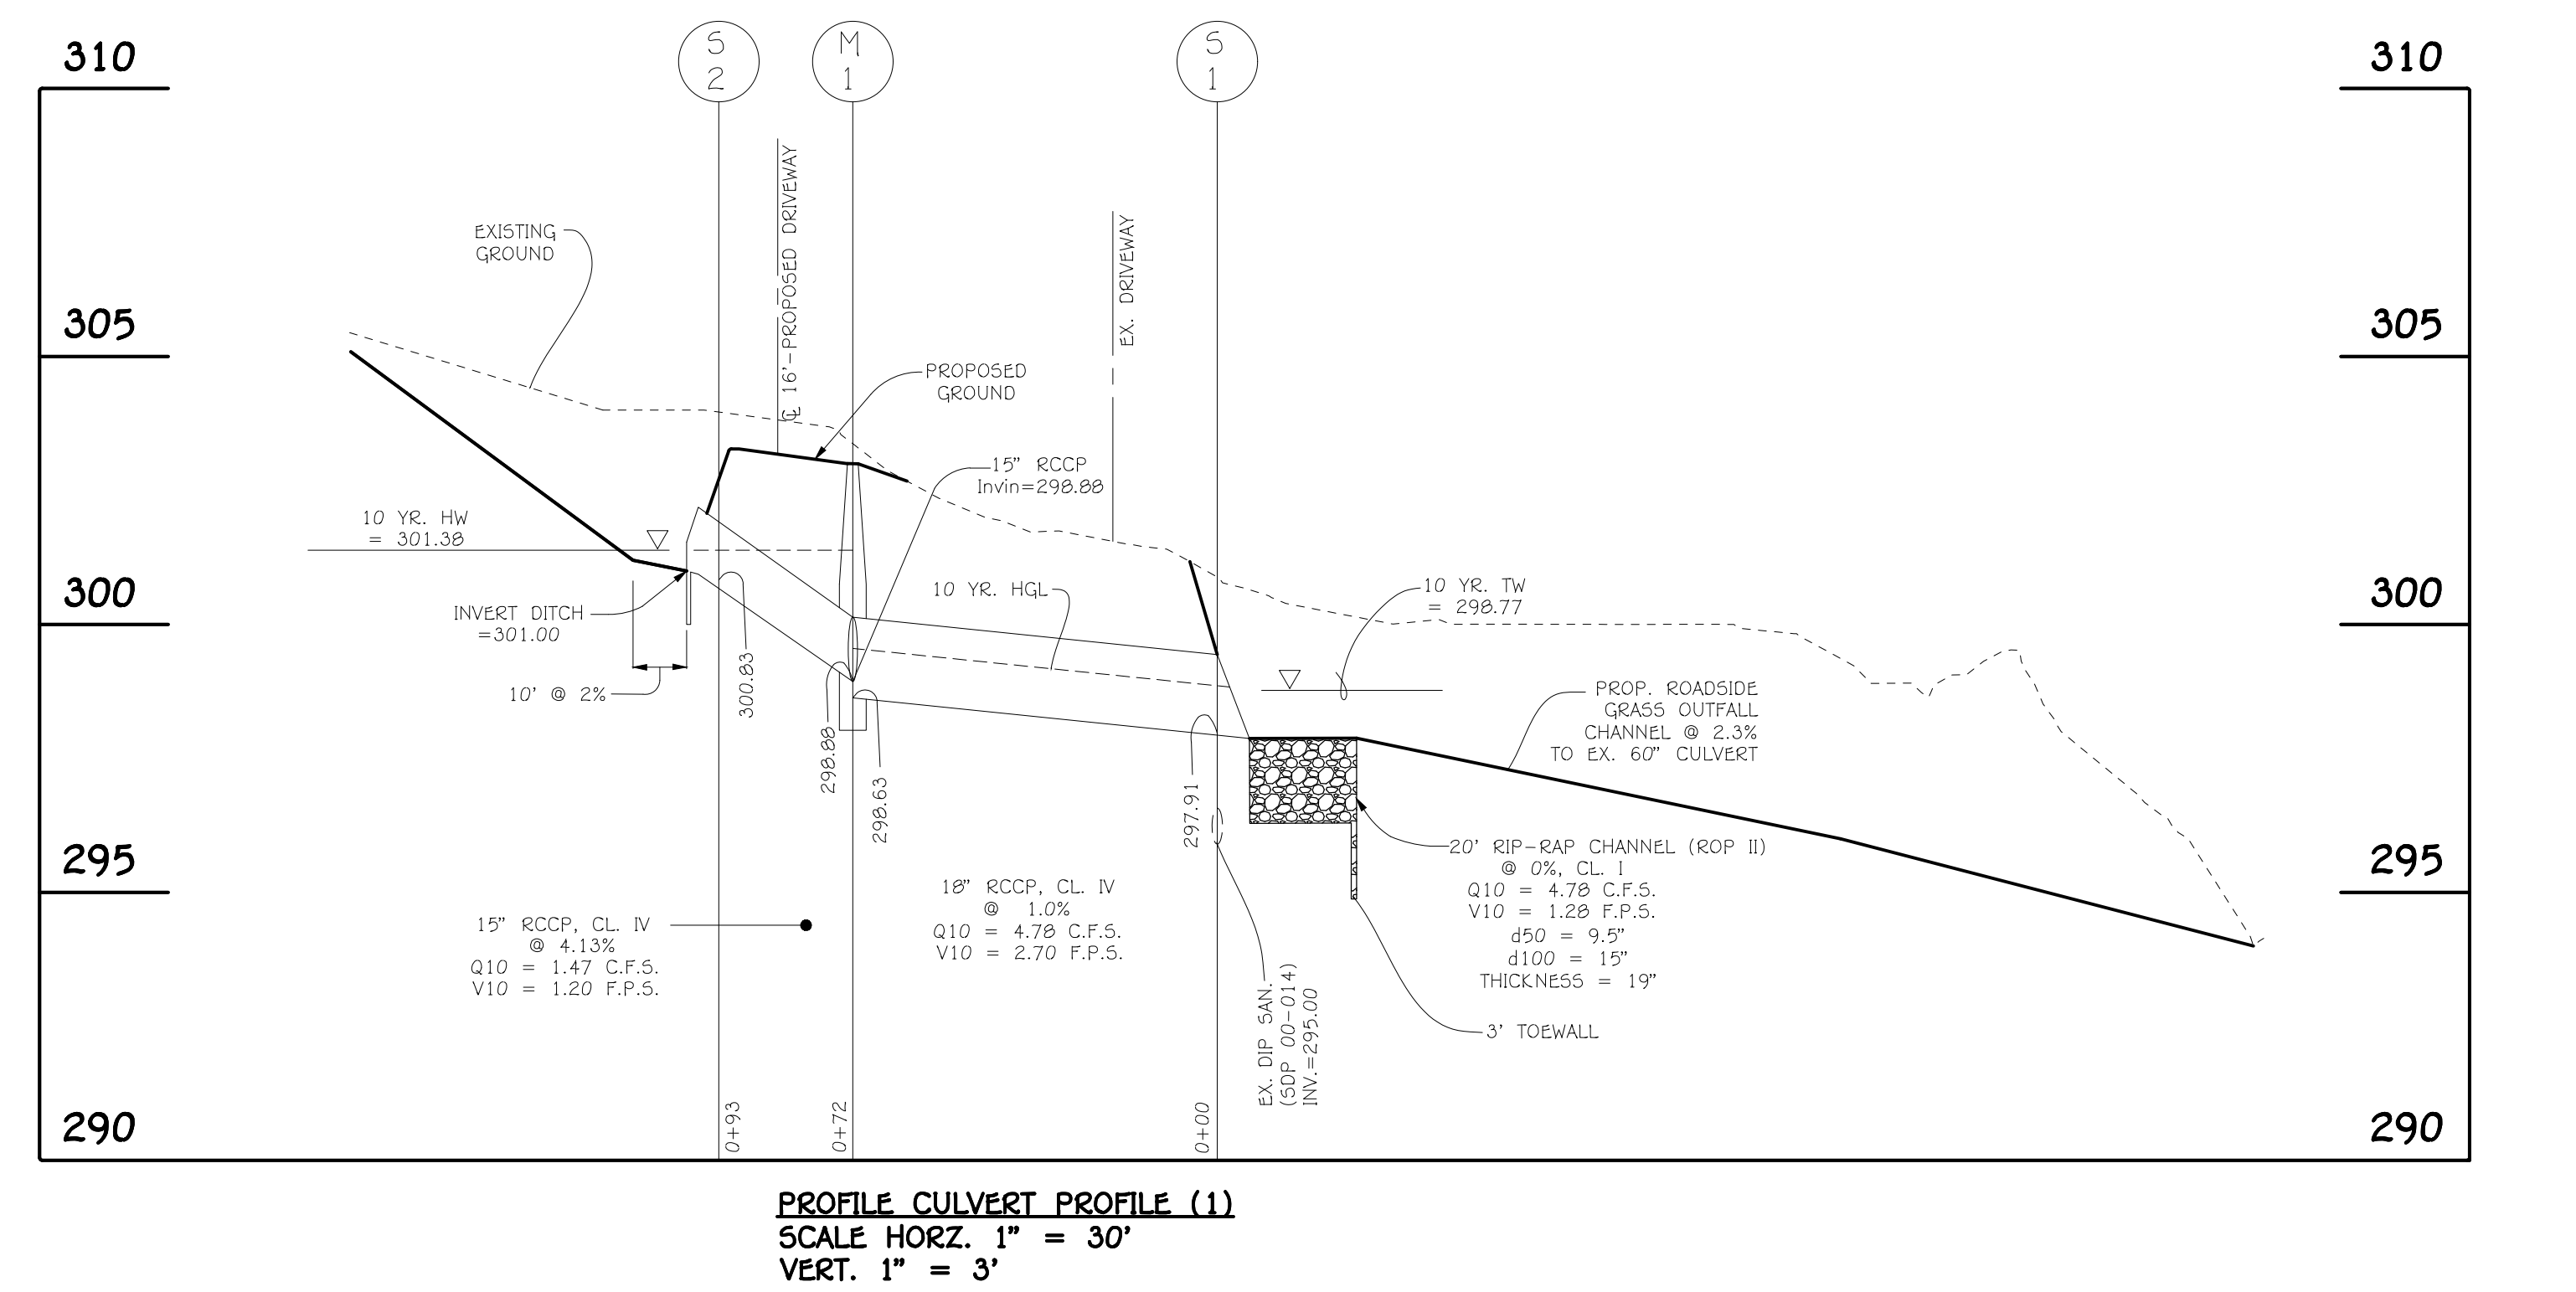 310
310
305
305
300
300
295
295
290
290
S
2
M
1
S
1
EXISTING
GROUND
℄ 16'-PROPOSED DRIVEWAY
EX. DRIVEWAY
PROPOSED
GROUND
15" RCCP
Invin=298.88
10 YR. HW
= 301.38
10 YR. HGL
10 YR. TW
= 298.77
INVERT DITCH
=301.00
10' @ 2%
300.83
298.88
298.63
297.91
PROP. ROADSIDE
GRASS OUTFALL
CHANNEL @ 2.3%
TO EX. 60" CULVERT
20' RIP-RAP CHANNEL (ROP II)
@ 0%, CL. I
Q10 = 4.78 C.F.S.
V10 = 1.28 F.P.S.
d50 = 9.5"
d100 = 15"
THICKNESS = 19"
3' TOEWALL
15" RCCP, CL. IV
@ 4.13%
Q10 = 1.47 C.F.S.
V10 = 1.20 F.P.S.
18" RCCP, CL. IV
@ 1.0%
Q10 = 4.78 C.F.S.
V10 = 2.70 F.P.S.
EX. DIP SAN.
(SDP 00-014)
INV.=295.00
0+93
0+72
0+00
PROFILE CULVERT PROFILE (1)
SCALE HORZ. 1" = 30'
VERT. 1" = 3'